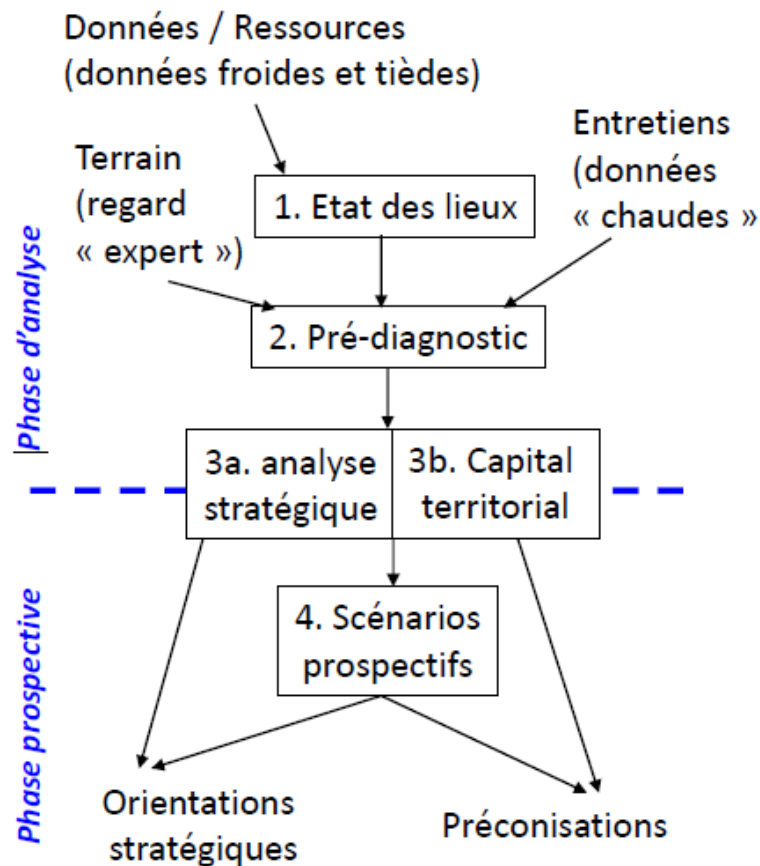 Données / Ressources
(données froides et tièdes)
Terrain
(regard
« expert »)
Entretiens
(données
« chaudes »
1. Etat des lieux
2. Pré-diagnostic
Phase d'analyse
3a. analyse
stratégique
3b. Capital
territorial
4. Scénarios
prospectifs
Phase prospective
Orientations
stratégiques
Préconisations